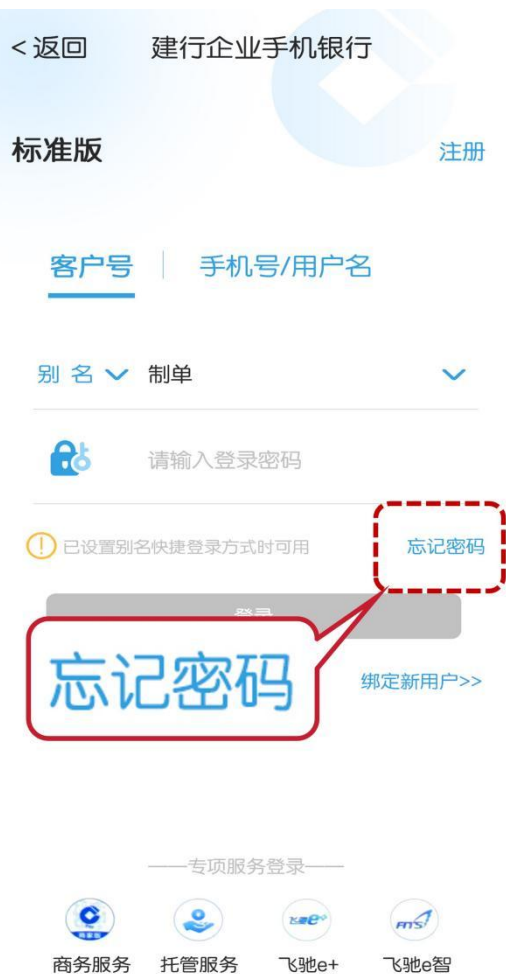 <返回 建行企业手机银行
标准版 注册
客户号 手机号/用户名
别 名 制单
请输入登录密码
已设置别名快捷登录方式时可用 忘记密码
登录
忘记密码
绑定新用户>>
专项服务登录
商务服务 托管服务 飞驰e+ 飞驰e智